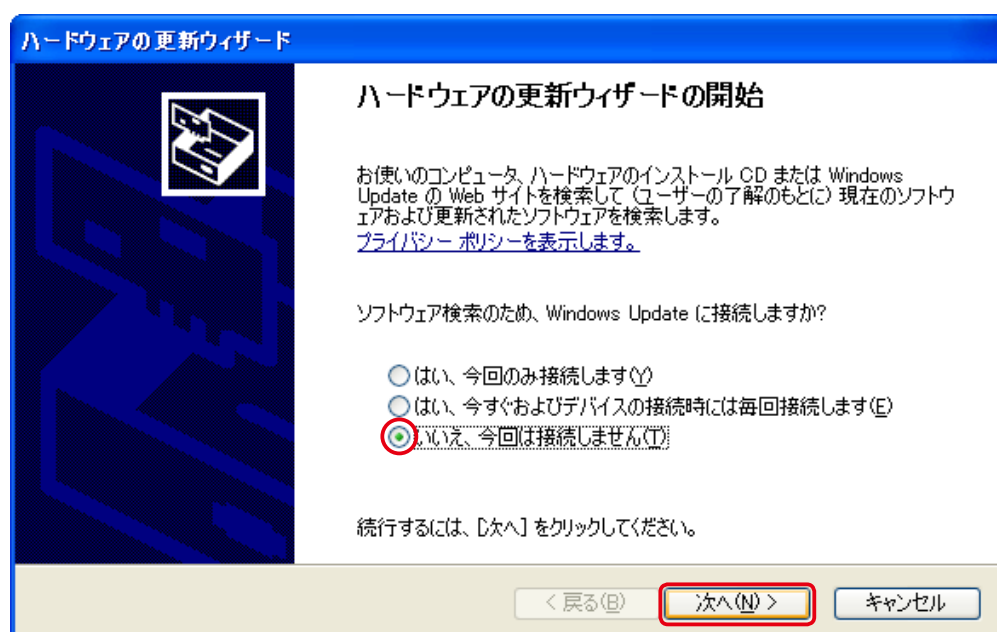 ハードウェアの更新ウィザード
ハードウェアの更新ウィザードの開始
お使いのコンピュータ、ハードウェアのインストール CD または Windows
Update の Web サイトを検索して (ユーザーの了解のもとに) 現在のソフトウ
ェアおよび更新されたソフトウェアを検索します。
プライバシー ポリシーを表示します。
ソフトウェア検索のため、Windows Update に接続しますか?
はい、今回のみ接続します(Y)
はい、今すぐおよびデバイスの接続時には毎回接続します(E)
いいえ、今回は接続しません(T)
続行するには、[次へ] をクリックしてください。
< 戻る(B) 次へ(N) > キャンセル